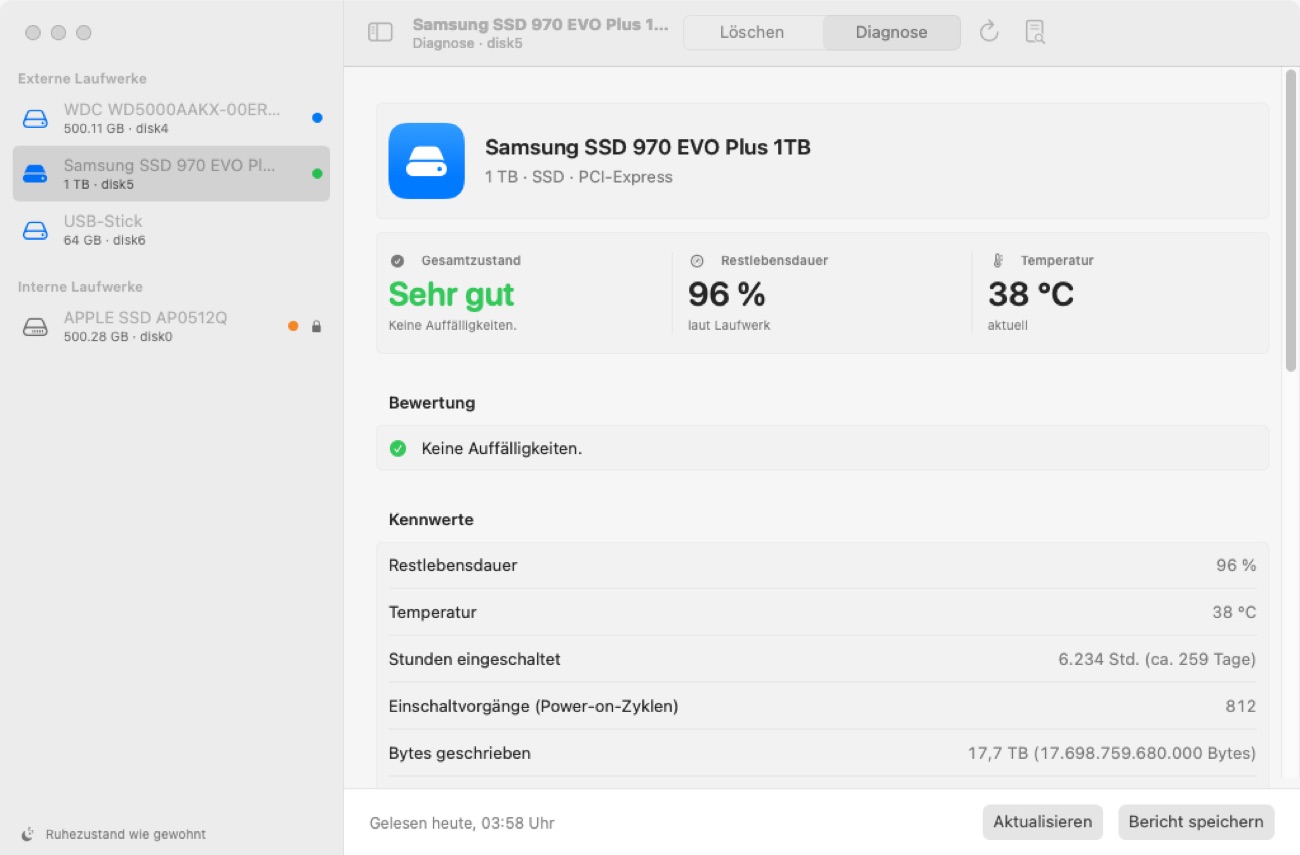 Samsung SSD 970 EVO Plus 1...
Diagnose · disk5
Löschen
Diagnose
Externe Laufwerke
WDC WD5000AAKX-00ER...
500.11 GB · disk4
Samsung SSD 970 EVO Pl...
1 TB · disk5
USB-Stick
64 GB · disk6
Interne Laufwerke
APPLE SSD AP0512Q
500.28 GB · disk0
Ruhezustand wie gewohnt
Samsung SSD 970 EVO Plus 1TB
1 TB · SSD · PCI-Express
Gesamtzustand
Sehr gut
Keine Auffälligkeiten.
Restlebensdauer
96 %
laut Laufwerk
Temperatur
38 °C
aktuell
Bewertung
Keine Auffälligkeiten.
Kennwerte
Restlebensdauer 96 %
Temperatur 38 °C
Stunden eingeschaltet 6.234 Std. (ca. 259 Tage)
Einschaltvorgänge (Power-on-Zyklen) 812
Bytes geschrieben 17,7 TB (17.698.759.680.000 Bytes)
Gelesen heute, 03:58 Uhr
Aktualisieren
Bericht speichern